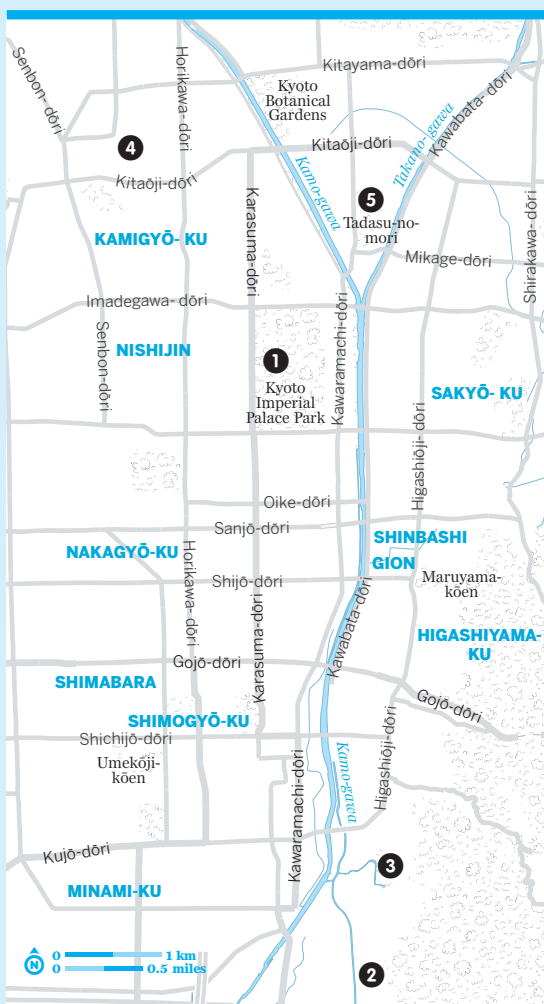 Senbon- dōri
Horikawa- dōri
Kitayama-dōri
Kyoto
Botanical
Gardens
Kawabata- dōri
Takano-gawa
4
Kitaōji-dōri
Kitaōji-dōri
Kamo-gawa
5
Tadasu-no-
mori
Karasuma-dōri
KAMIGYŌ- KU
Mikage-dōri
Shirakawa-dōri
Imadegawa- dōri
Senbon-dōri
NISHIJIN
1
Kyoto
Imperial
Palace Park
Kawaramachi-dōri
SAKYŌ- KU
Higashiōji-dōri
Oike-dōri
Sanjō-dōri
NAKAGYŌ-KU
SHINBASHI
GION
Horikawa- dōri
Shijō-dōri
Maruyama-
kōen
Karasuma-dōri
Kawabata-dōri
HIGASHIYAMA-
KU
Gojō-dōri
SHIMABARA
Gojō-dōri
SHIMOGYŌ-KU
Shichijō-dōri
Umekōji-
kōen
Kamo-gawa
Higashiōji-dōri
Kawaramachi-dōri
Kujō-dōri
3
MINAMI-KU
N
0 1 km
0 0.5 miles
2